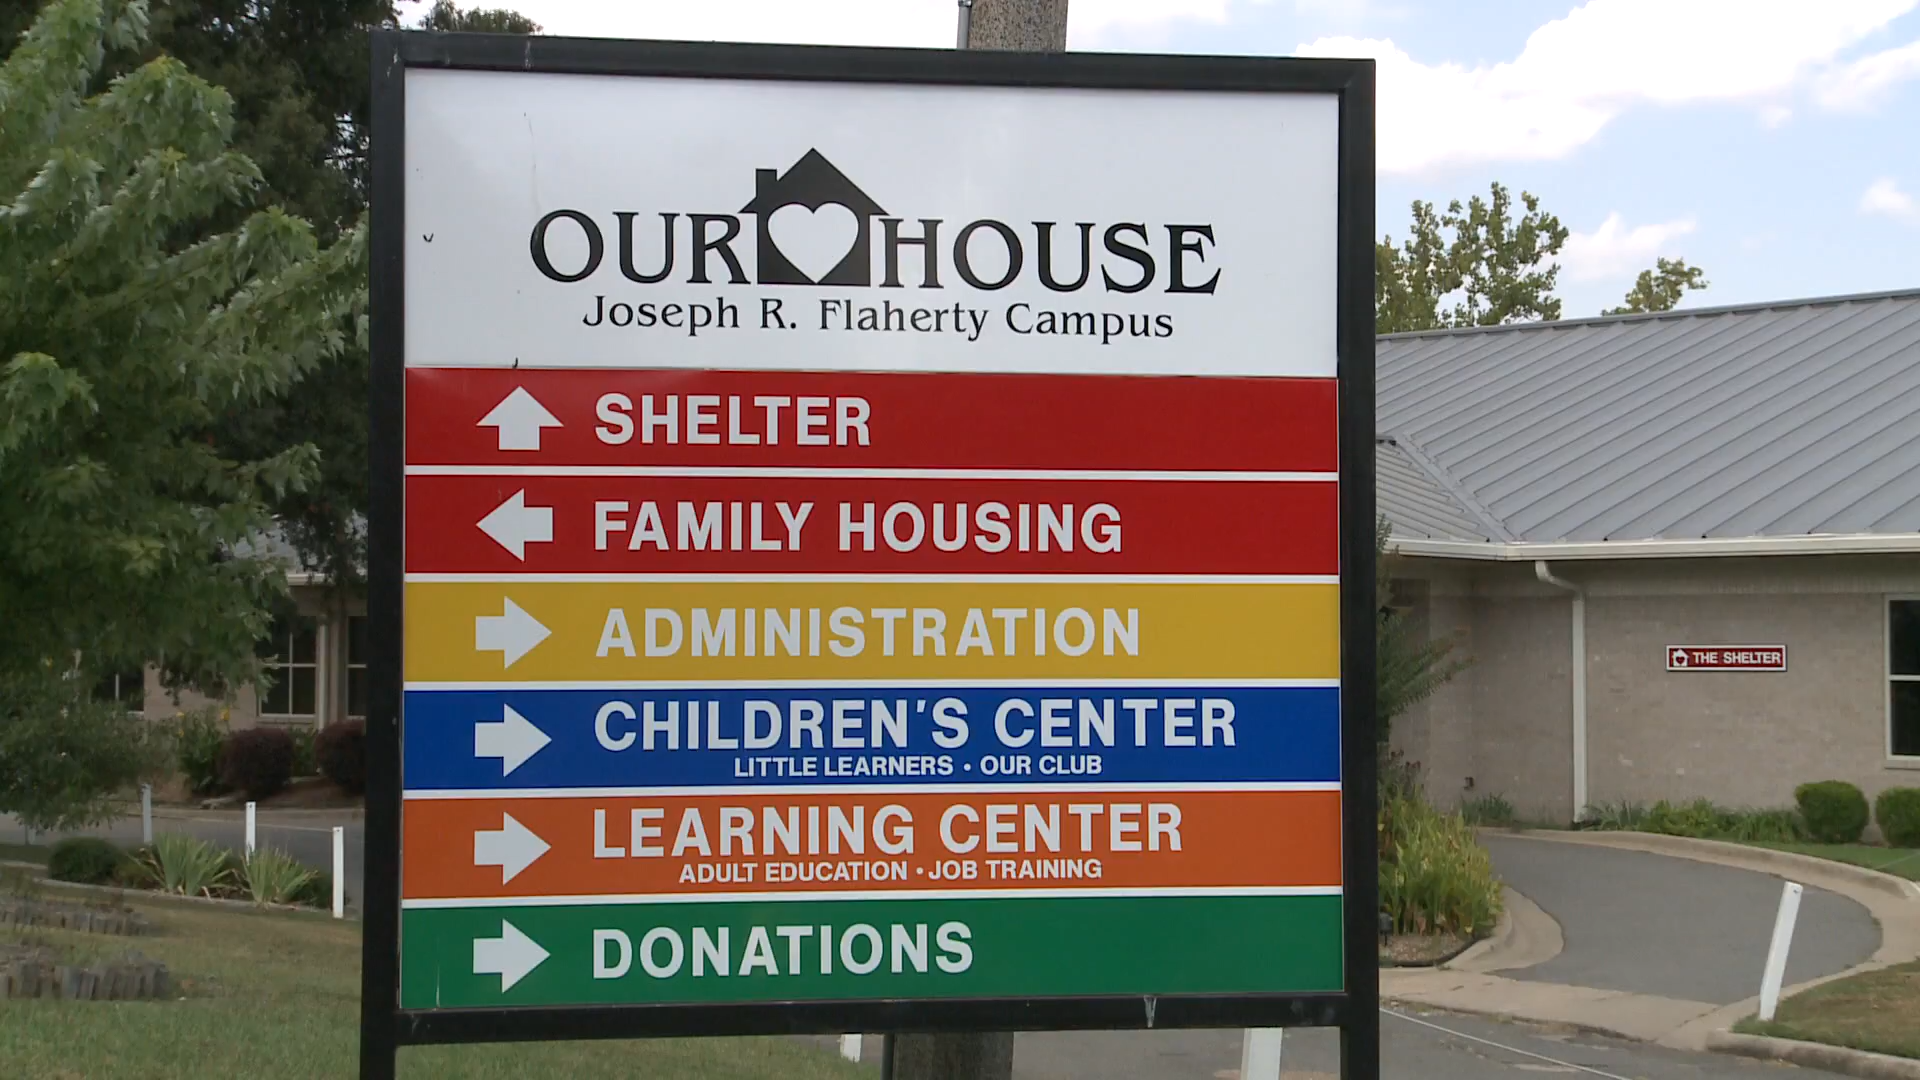 OUR HOUSE
Joseph R. Flaherty Campus
SHELTER
FAMILY HOUSING
ADMINISTRATION
CHILDREN'S CENTER
LITTLE LEARNERS • OUR CLUB
LEARNING CENTER
ADULT EDUCATION • JOB TRAINING
DONATIONS
THE SHELTER